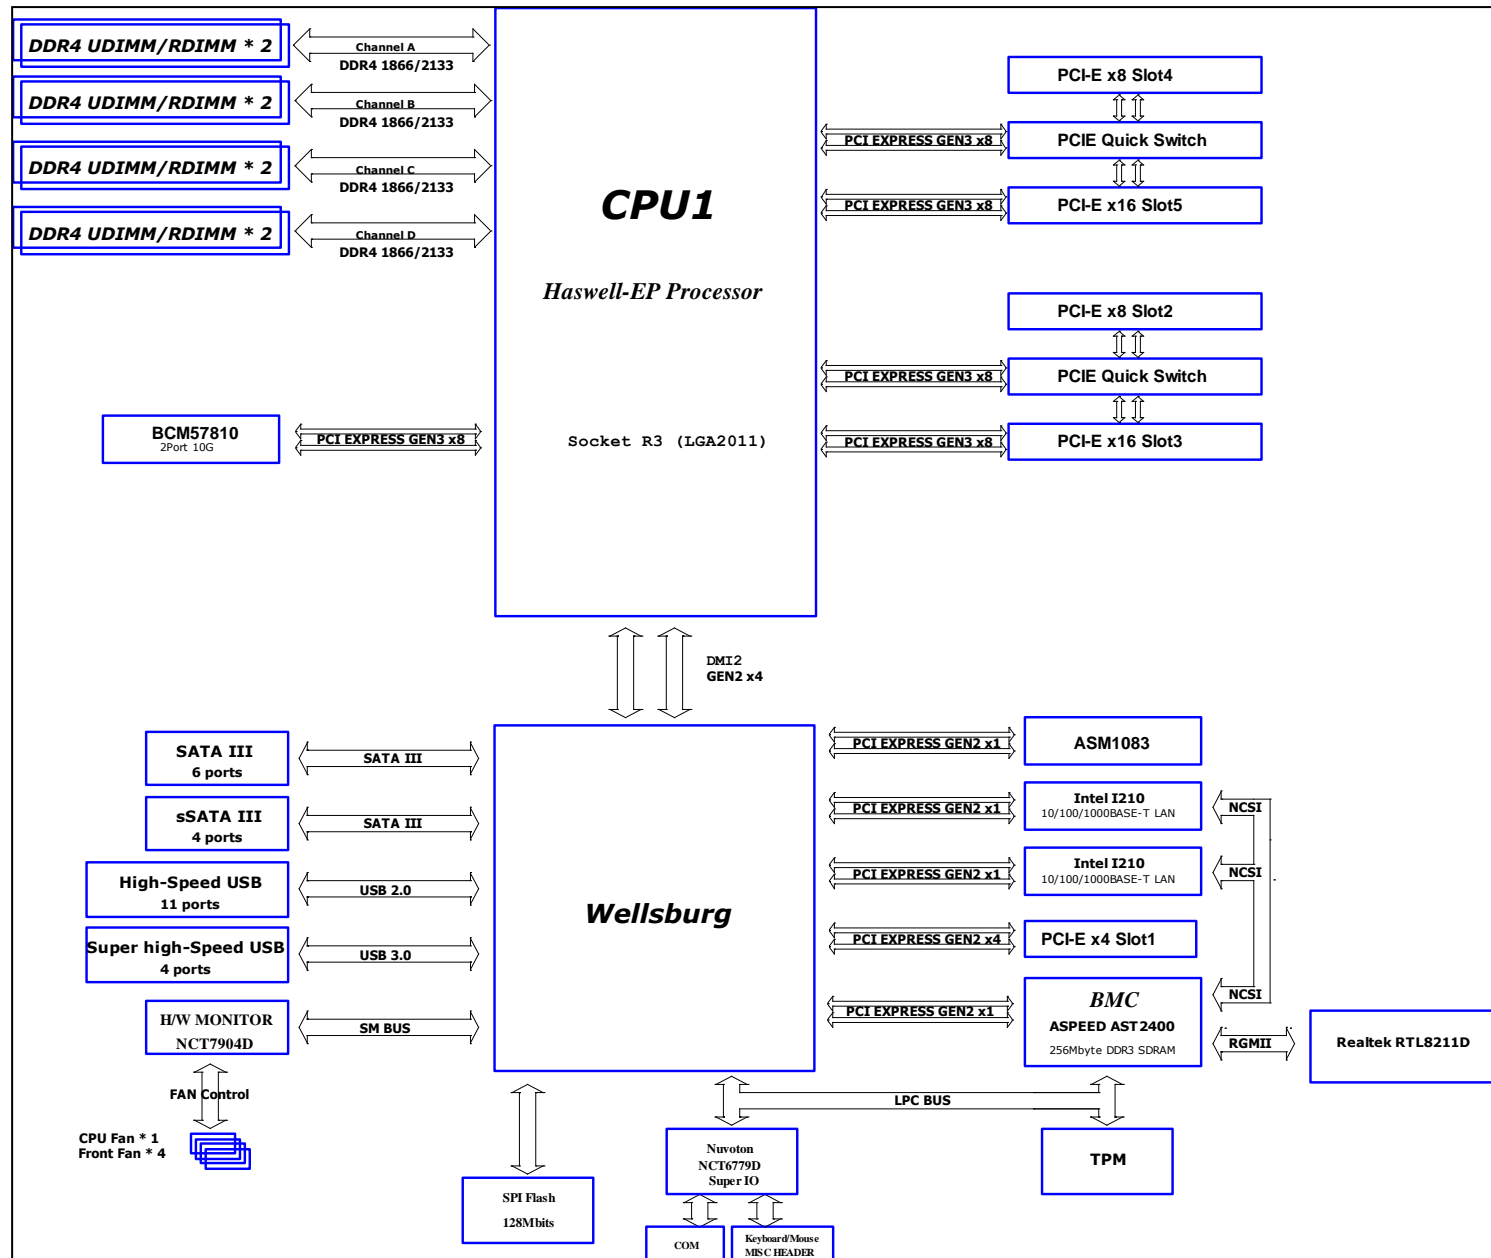 DDR4 UDIMM/RDIMM * 2
Channel A
DDR4 1866/2133
DDR4 UDIMM/RDIMM * 2
Channel B
DDR4 1866/2133
DDR4 UDIMM/RDIMM * 2
Channel C
DDR4 1866/2133
DDR4 UDIMM/RDIMM * 2
Channel D
DDR4 1866/2133
CPU1
Haswell-EP Processor
Socket R3 (LGA2011)
BCM57810
2Port 10G
PCI EXPRESS GEN3 x8
PCI-E x8 Slot4
PCI EXPRESS GEN3 x8
PCIE Quick Switch
PCI EXPRESS GEN3 x8
PCI-E x16 Slot5
PCI-E x8 Slot2
PCI EXPRESS GEN3 x8
PCIE Quick Switch
PCI EXPRESS GEN3 x8
PCI-E x16 Slot3
DMI2
GEN2 x4
SATA III
6 ports
SATA III
sSATA III
4 ports
SATA III
High-Speed USB
11 ports
USB 2.0
Super high-Speed USB
4 ports
USB 3.0
H/W MONITOR
NCT7904D
SM BUS
FAN Control
CPU Fan * 1
Front Fan * 4
Wellsburg
PCI EXPRESS GEN2 x1
ASM1083
PCI EXPRESS GEN2 x1
Intel I210
10/100/1000BASE-T LAN
NCSI
PCI EXPRESS GEN2 x1
Intel I210
10/100/1000BASE-T LAN
NCSI
PCI EXPRESS GEN2 x4
PCI-E x4 Slot1
PCI EXPRESS GEN2 x1
BMC
ASPEED AST2400
256Mbyte DDR3 SDRAM
NCSI
RGMII
Realtek RTL8211D
LPC BUS
SPI Flash
128Mbits
Nuvoton
NCT6779D
Super IO
TPM
COM
Keyboard/Mouse
MISC HEADER